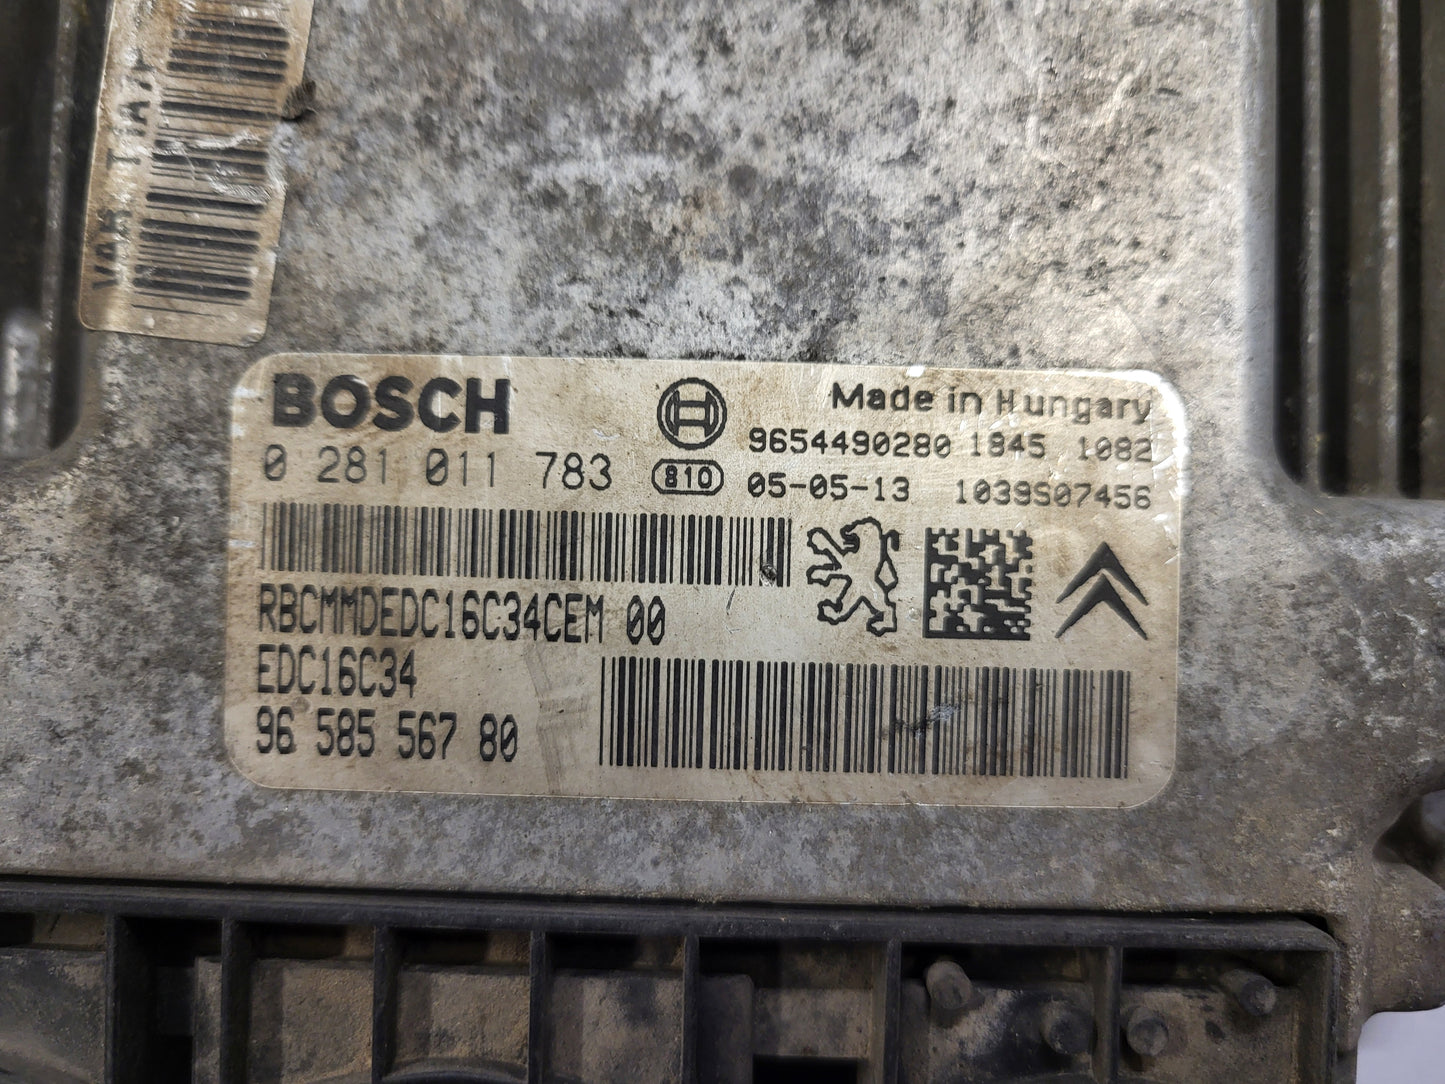 BOSCH
Made in Hungary
9654490280 1845 1082
0 281 011 783
810
05-05-13 1039S07456
RBCMMDEDC16C34CEM 00
EDC16C34
96 585 567 80